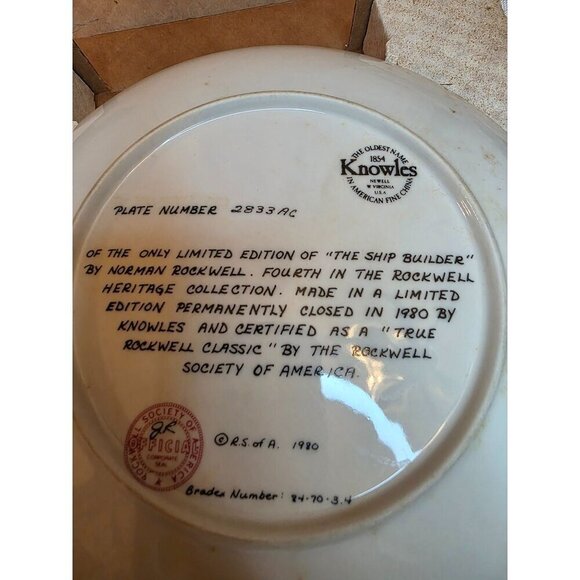 THE OLDEST NAME
1854
Knowles
NEWELL
W. VIRGINIA
U.S.A.
IN AMERICAN FINE CHINA
PLATE NUMBER 2833AC
OF THE ONLY LIMITED EDITION OF "THE SHIP BUILDER"
BY NORMAN ROCKWELL. FOURTH IN THE ROCKWELL
HERITAGE COLLECTION. MADE IN A LIMITED
EDITION PERMANENTLY CLOSED IN 1980 BY
KNOWLES AND CERTIFIED AS A "TRUE
ROCKWELL CLASSIC" BY THE ROCKWELL
SOCIETY OF AMERICA.
ROCKWELL SOCIETY OF AMERICA
JR
OFFICIAL
CORPORATE
SEAL
© R.S. of A. 1980
Bradex Number: 84-70-3.4